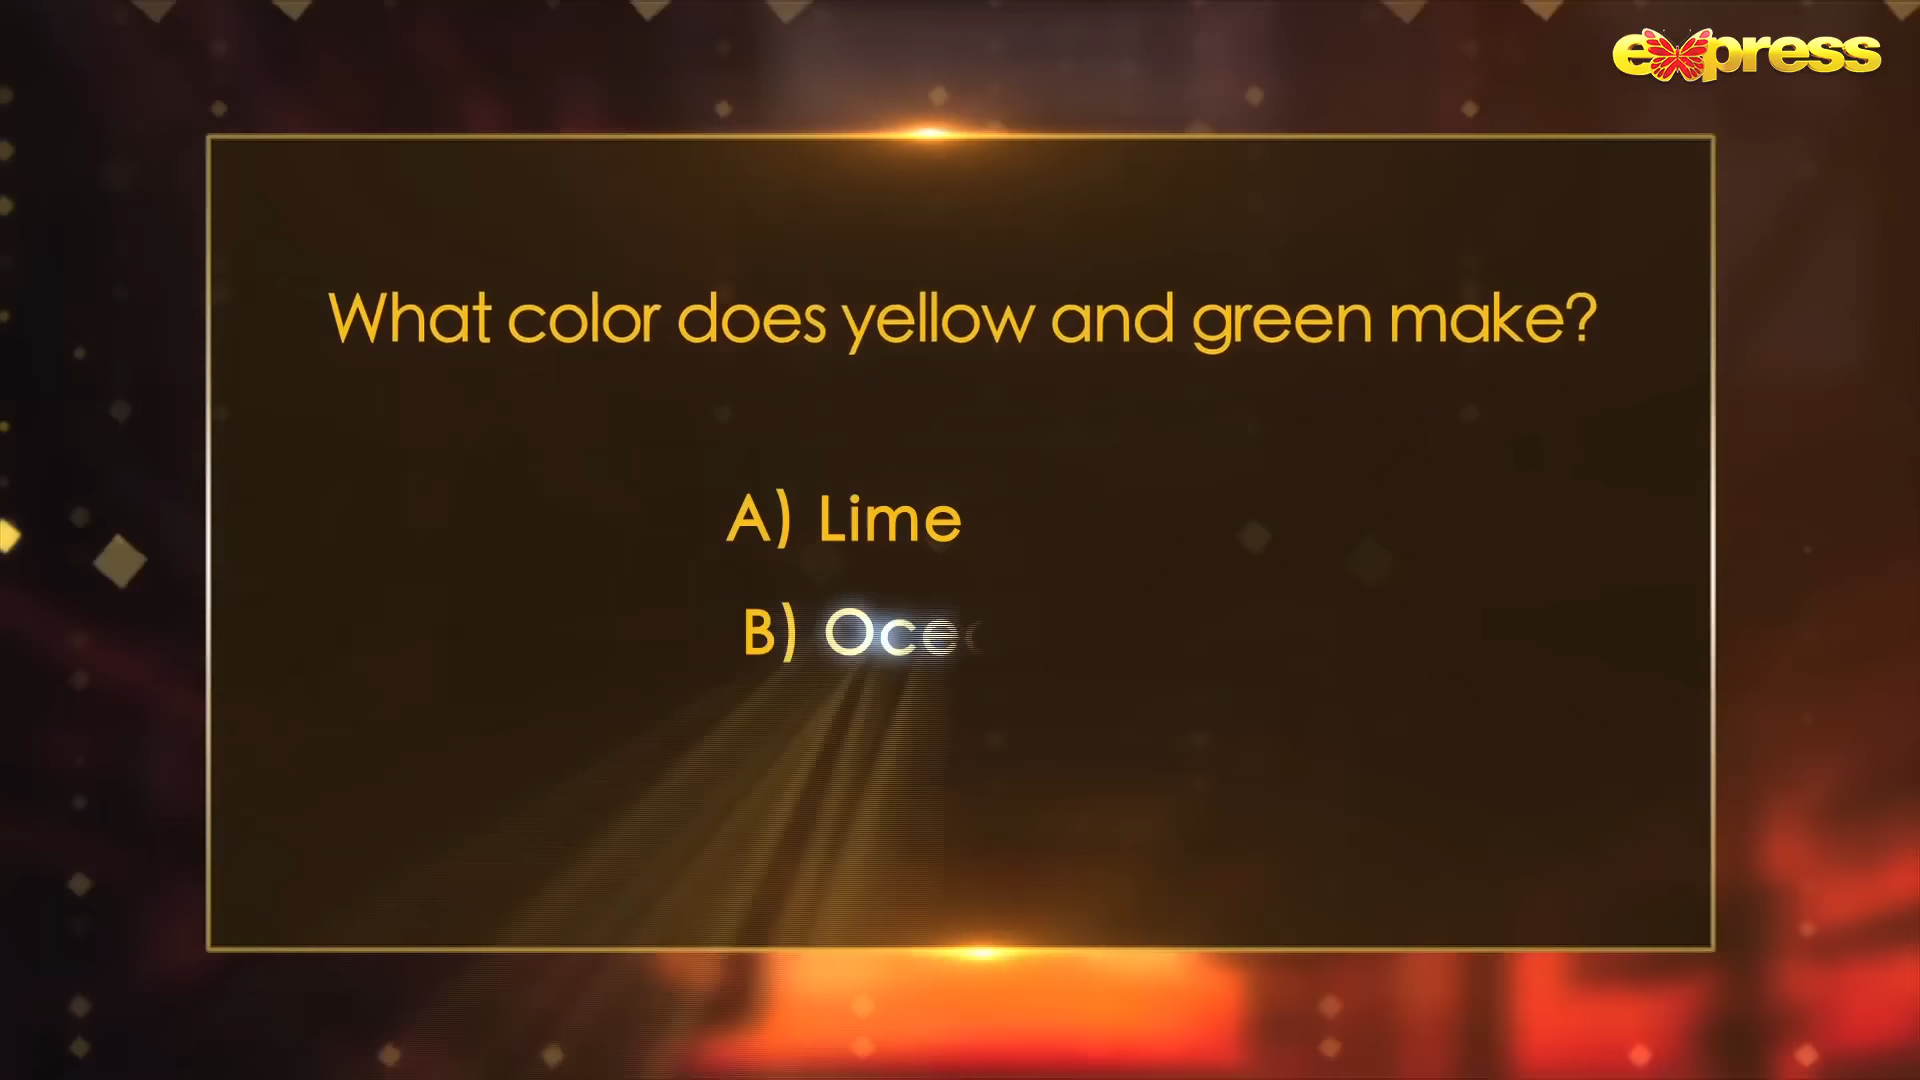 express
What color does yellow and green make?
A) Lime
B)